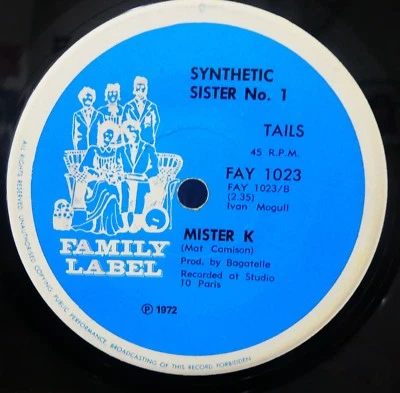 SYNTHETIC
SISTER No. 1
TAILS
45 R.P.M.
FAY 1023
FAY 1023/B
(2.35)
Ivan Mogull
MISTER K
(Mat Camison)
Prod. by Bagatelle
Recorded at Studio
10 Paris
FAMILY
LABEL
℗ 1972
ALL RIGHTS RESERVED UNAUTHORISED COPYING, PUBLIC PERFORMANCE, BROADCASTING OF THIS RECORD FORBIDDEN